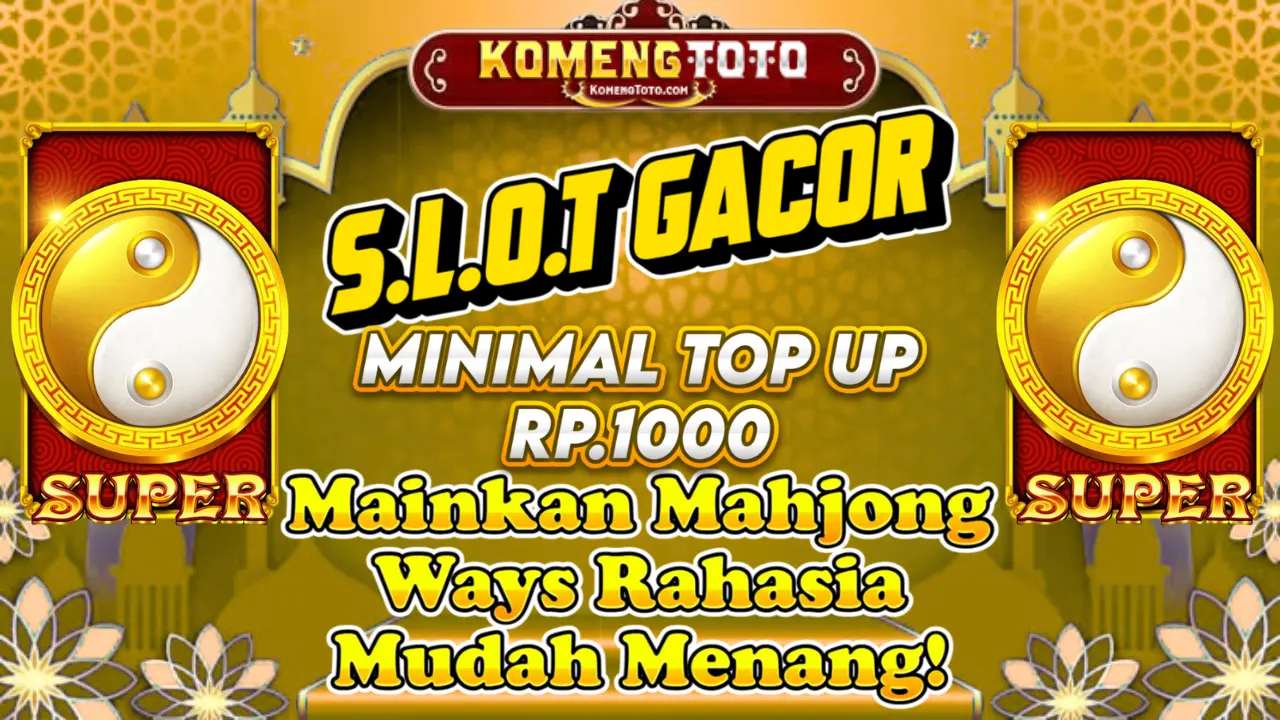 KOMENGTOTO
KOMENGTOTO.COM
S.L.O.T GACOR
MINIMAL TOP UP
RP.1000
SUPER
SUPER
Mainkan Mahjong
Ways Rahasia
Mudah Menang!